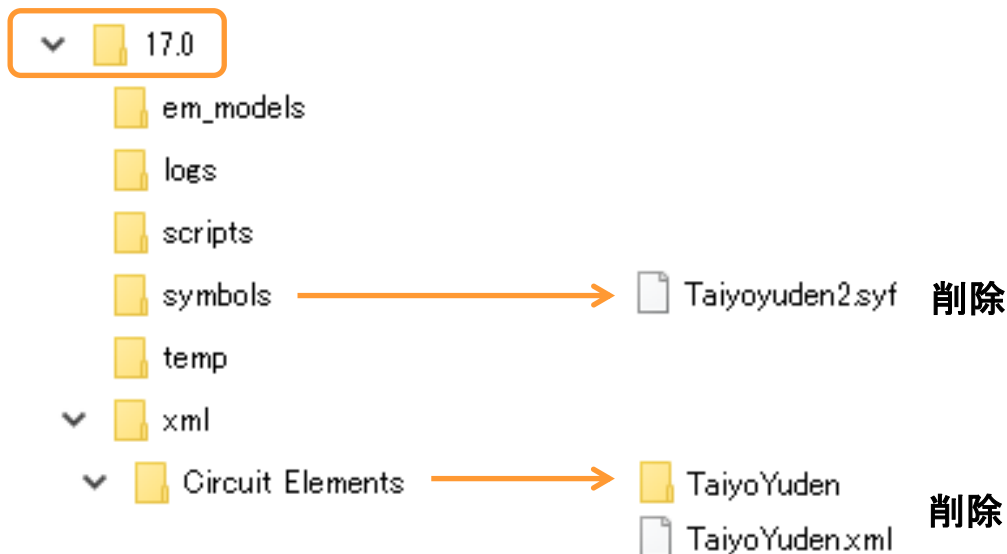 17.0
em_models
logs
scripts
symbols
Taiyoyuden2.syf 削除
temp
xml
Circuit Elements
TaiyoYuden
削除
TaiyoYuden.xml